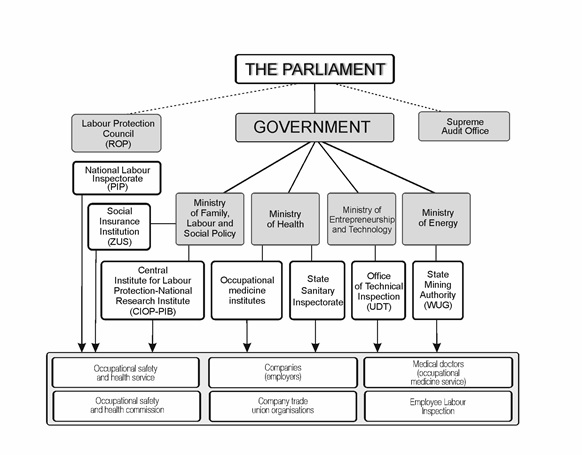 THE PARLIAMENT
Labour Protection
Council
(ROP)
GOVERNMENT
Supreme
Audit Office
National Labour
Inspectorate
(PIP)
Social
Insurance
Institution
(ZUS)
Ministry
of Family,
Labour and
Social Policy
Ministry
of Health
Ministry of
Entrepreneurship
and Technology
Ministry
of Energy
Central
Institute for Labour
Protection-National
Research Institute
(CIOP-PIB)
Occupational
medicine
institutes
State
Sanitary
Inspectorate
Office
of Technical
Inspection
(UDT)
State
Mining
Authority
(WUG)
Occupational safety
and health service
Companies
(employers)
Medical doctors
(occupational
medicine service)
Occupational safety
and health commission
Company trade
union organisations
Employee Labour
Inspection